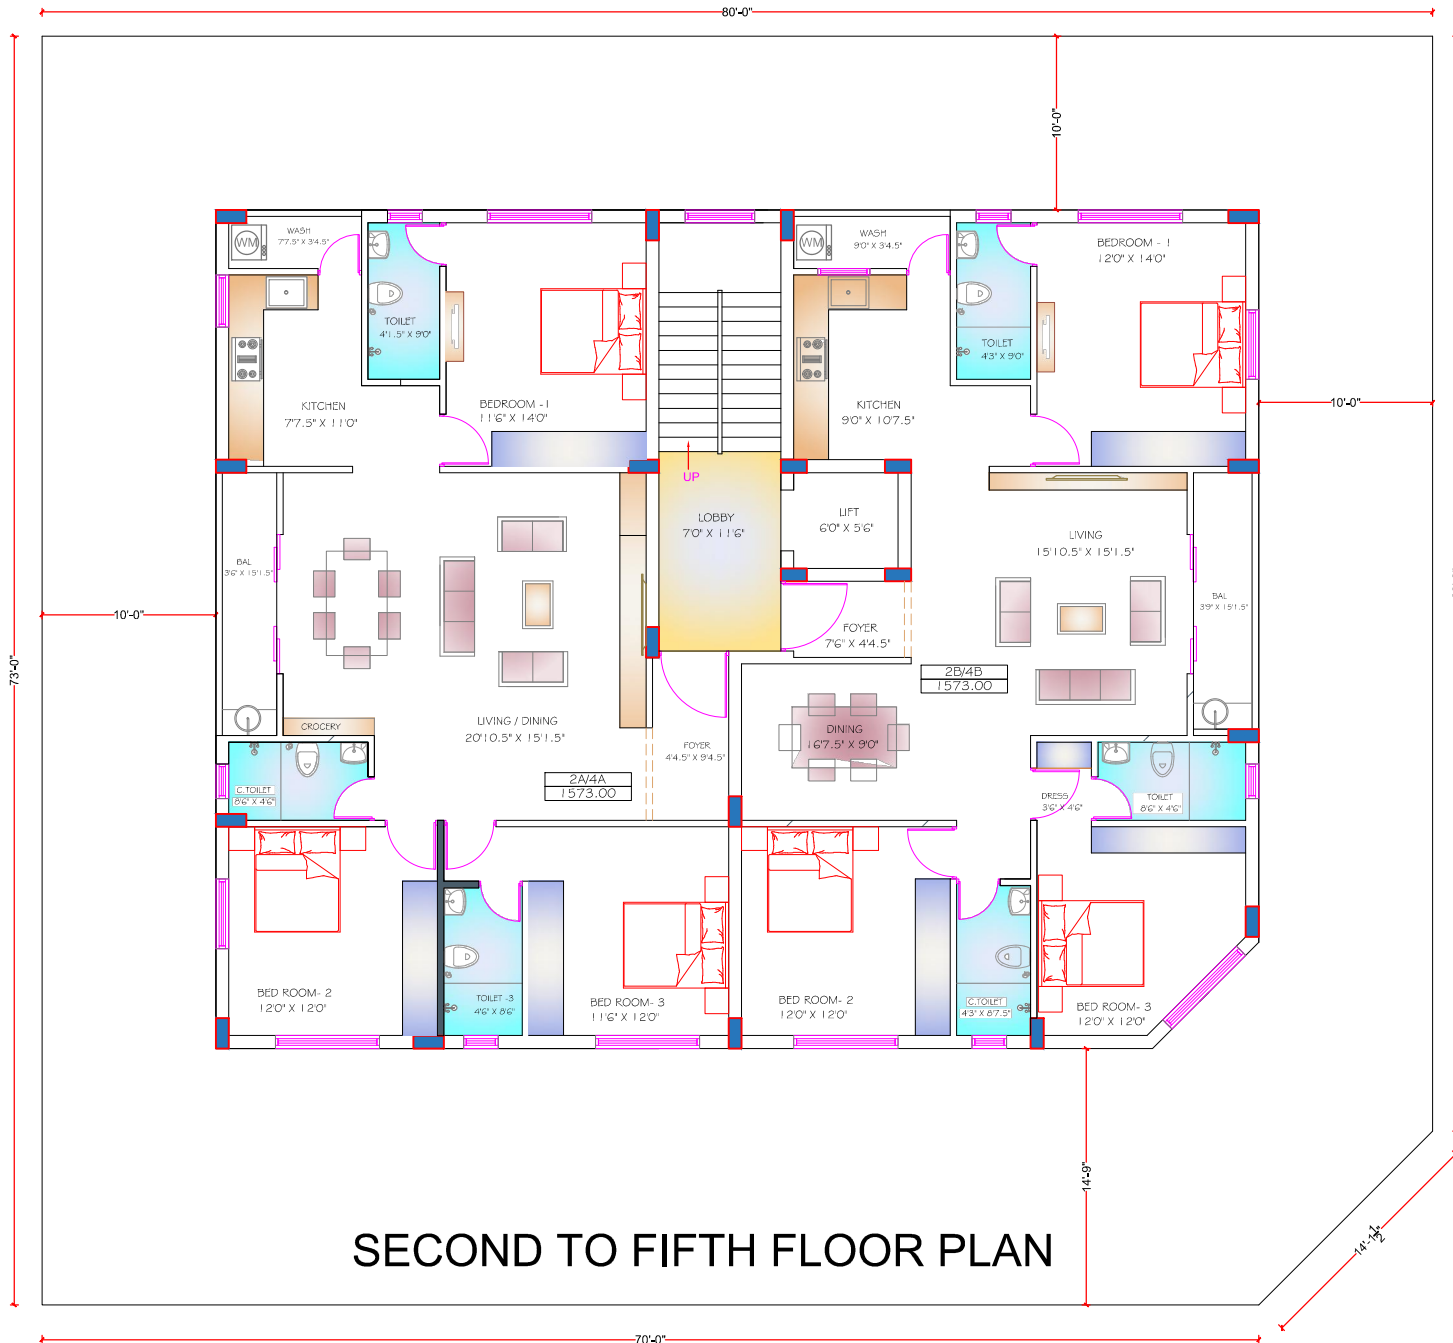 80'-0"
10'-0"
WASH
7'7.5" X 3'4.5"
WM
TOILET
4'1.5" X 9'0"
BEDROOM -1
11'6" X 14'0"
KITCHEN
7'7.5" X 11'0"
WASH
9'0" X 3'4.5"
WM
BEDROOM - 1
12'0" X 14'0"
TOILET
4'3" X 9'0"
KITCHEN
9'0" X 10'7.5"
10'-0"
UP
LOBBY
7'0" X 11'6"
LIFT
6'0" X 5'6"
LIVING
15'10.5" X 15'1.5"
BAL
3'6" X 15'1.5"
BAL
3'9" X 15'1.5"
10'-0"
73'-0"
FOYER
7'6" X 4'4.5"
2B/4B
1573.00
CROCERY
LIVING / DINING
20'10.5" X 15'1.5"
FOYER
4'4.5" X 9'4.5"
DINING
16'7.5" X 9'0"
2A/4A
1573.00
C.TOILET
8'6" X 4'6"
DRESS
3'6" X 4'6"
TOILET
8'6" X 4'6"
BED ROOM- 2
12'0" X 12'0"
TOILET -3
4'6" X 8'6"
BED ROOM- 3
11'6" X 12'0"
BED ROOM- 2
12'0" X 12'0"
C.TOILET
4'3" X 8'7.5"
BED ROOM- 3
12'0" X 12'0"
14'-9"
14'-1½"
SECOND TO FIFTH FLOOR PLAN
70'-0"